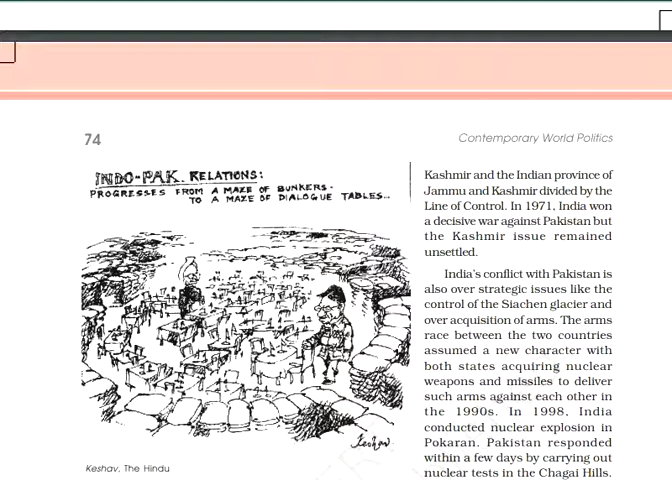 74
Contemporary World Politics
INDO-PAK. RELATIONS:
PROGRESSES FROM A MAZE OF BUNKERS-
TO A MAZE OF DIALOGUE TABLES...
Keshav
Keshav, The Hindu
Kashmir and the Indian province of
Jammu and Kashmir divided by the
Line of Control. In 1971, India won
a decisive war against Pakistan but
the Kashmir issue remained
unsettled.
India's conflict with Pakistan is
also over strategic issues like the
control of the Siachen glacier and
over acquisition of arms. The arms
race between the two countries
assumed a new character with
both states acquiring nuclear
weapons and missiles to deliver
such arms against each other in
the 1990s. In 1998, India
conducted nuclear explosion in
Pokaran. Pakistan responded
within a few days by carrying out
nuclear tests in the Chagai Hills.